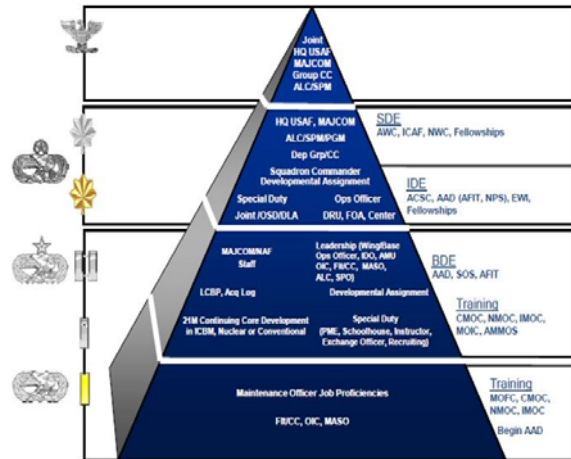 Joint
HQ USAF
MAJCOM
Group CC
ALC/SPM
HQ USAF, MAJCOM
ALC/SPM/PGM
Dep Grp/CC
Squadron Commander
Developmental Assignment
Special Duty
Ops Officer
Joint /OSD/DLA
DRU, FOA, Center
SDE
AWC, ICAF, NWC, Fellowships
IDE
ACSC, AAD (AFIT, NPS), EWI,
Fellowships
MAJCOM/NAF
Staff
Leadership (Wing/Base
Ops Officer, IDO, AMU
OIC, Flt/CC, MASO,
ALC, SPO)
LCBP, Acq Log
Developmental Assignment
21M Continuing Core Development
in ICBM, Nuclear or Conventional
Special Duty
(PME, Schoolhouse, Instructor,
Exchange Officer, Recruiting)
BDE
AAD, SOS, AFIT
Training
CMOC, NMOC, IMOC,
MOIC, AMMOS
Maintenance Officer Job Proficiencies
Flt/CC, OIC, MASO
Training
MOFC, CMOC,
NMOC, IMOC
Begin AAD